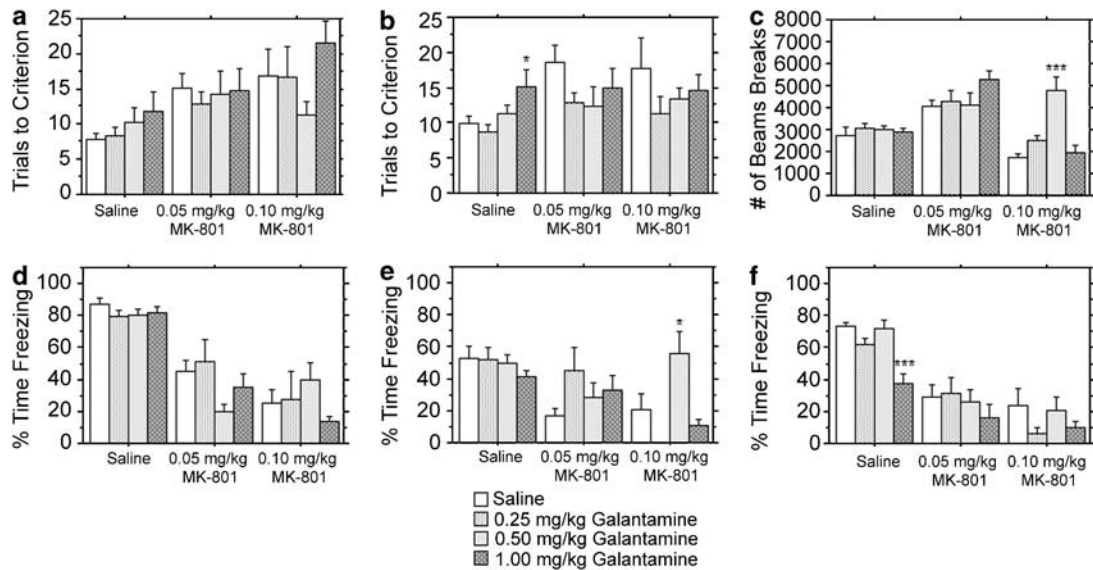 a
Trials to Criterion
25
20
15
10
5
0
Saline 0.05 mg/kg 0.10 mg/kg
MK-801 MK-801
b
Trials to Criterion
25
20
15
10
5
0
*
Saline 0.05 mg/kg 0.10 mg/kg
MK-801 MK-801
c
# of Beams Breaks
8000
7000
6000
5000
4000
3000
2000
1000
0
***
Saline 0.05 mg/kg 0.10 mg/kg
MK-801 MK-801
d
% Time Freezing
100
80
60
40
20
0
Saline 0.05 mg/kg 0.10 mg/kg
MK-801 MK-801
e
% Time Freezing
100
80
60
40
20
0
*
Saline 0.05 mg/kg 0.10 mg/kg
MK-801 MK-801
f
% Time Freezing
100
80
60
40
20
0
***
Saline 0.05 mg/kg 0.10 mg/kg
MK-801 MK-801
Saline
0.25 mg/kg Galantamine
0.50 mg/kg Galantamine
1.00 mg/kg Galantamine